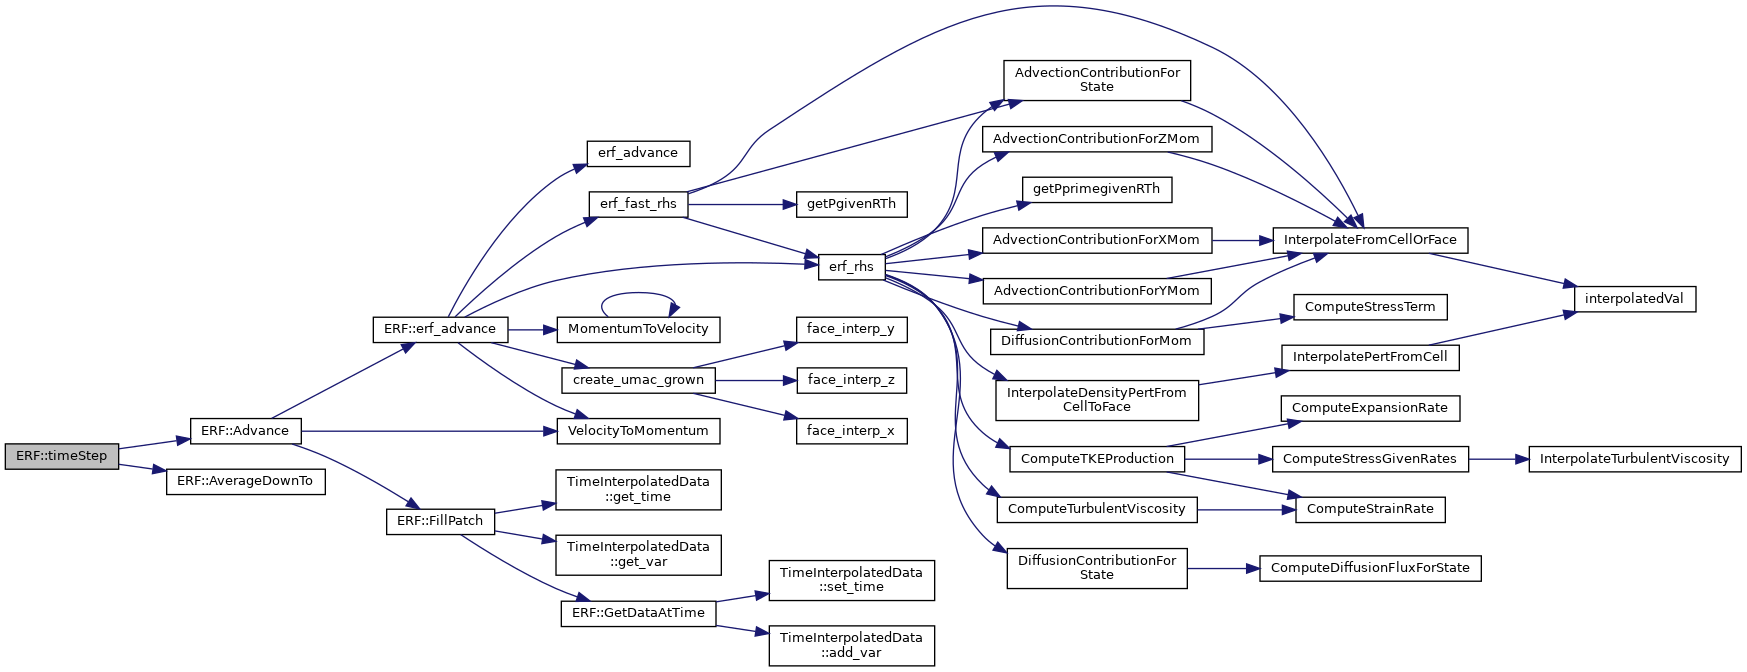 ERF::timeStep
ERF::Advance
ERF::AverageDownTo
ERF::erf_advance
ERF::FillPatch
erf_advance
erf_fast_rhs
MomentumToVelocity
create_umac_grown
VelocityToMomentum
TimeInterpolatedData
::get_time
TimeInterpolatedData
::get_var
ERF::GetDataAtTime
getPgivenRTh
erf_rhs
face_interp_y
face_interp_z
face_interp_x
TimeInterpolatedData
::set_time
TimeInterpolatedData
::add_var
AdvectionContributionFor
State
AdvectionContributionForZMom
getPprimegivenRTh
AdvectionContributionForXMom
AdvectionContributionForYMom
DiffusionContributionForMom
InterpolateDensityPertFrom
CellToFace
ComputeTKEProduction
ComputeTurbulentViscosity
DiffusionContributionFor
State
InterpolateFromCellOrFace
ComputeStressTerm
InterpolatePertFromCell
ComputeExpansionRate
ComputeStressGivenRates
ComputeStrainRate
ComputeDiffusionFluxForState
interpolatedVal
InterpolateTurbulentViscosity